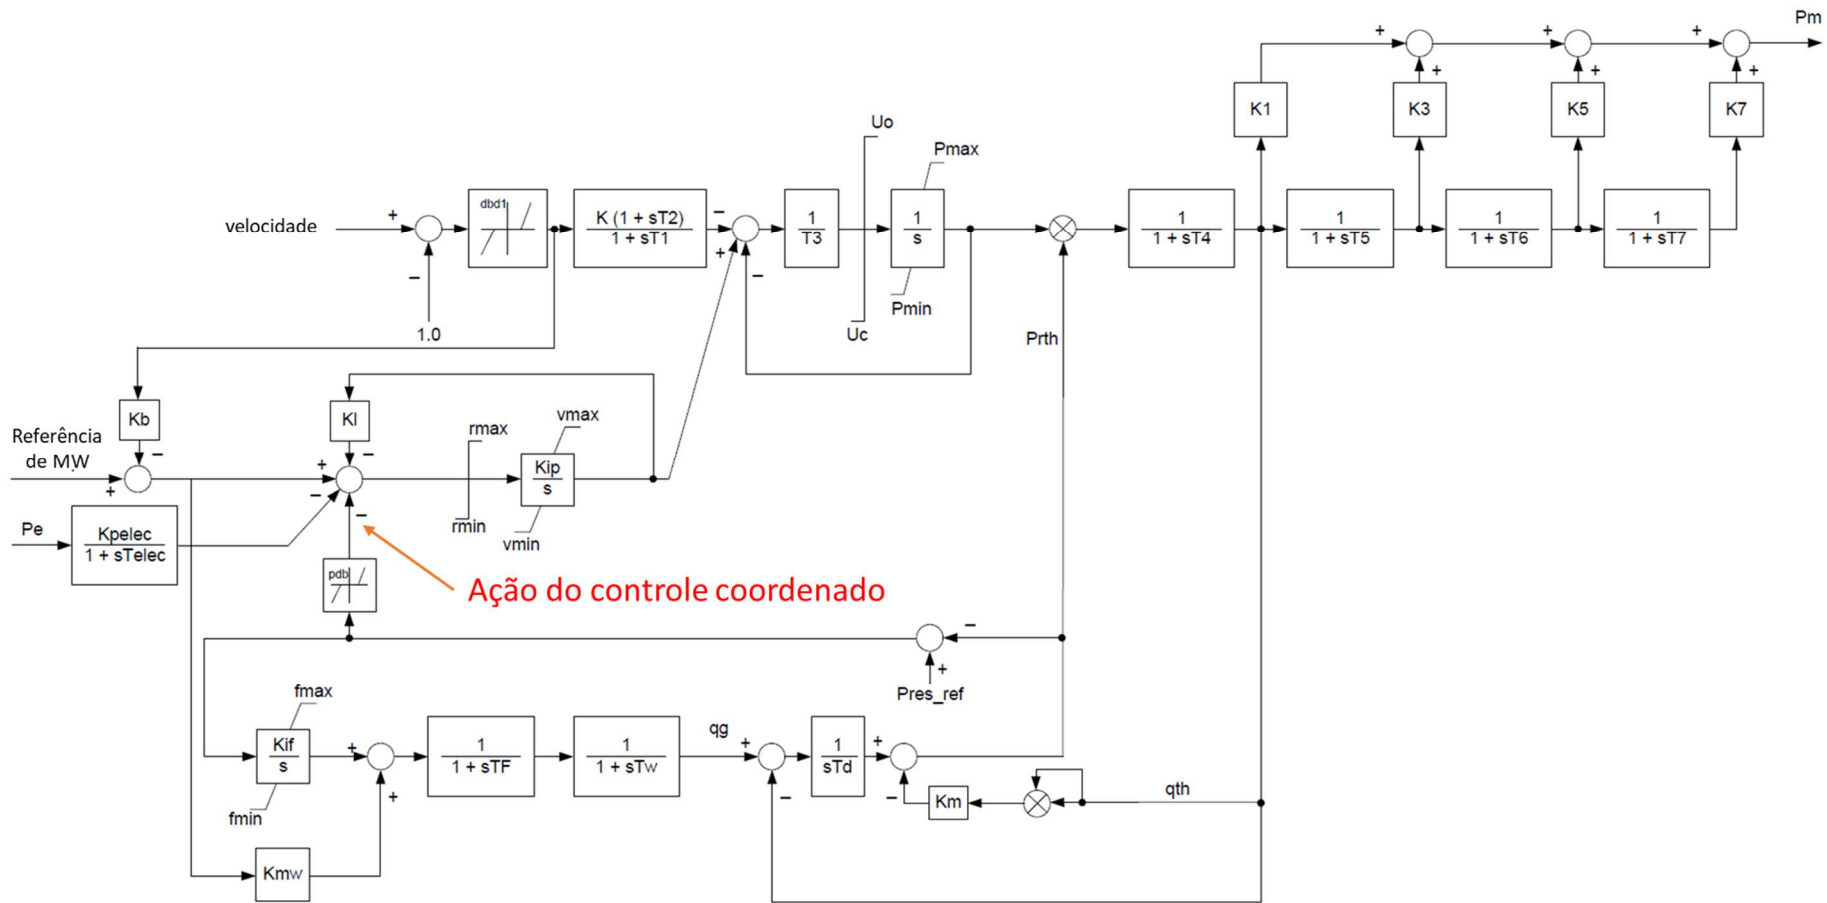 Pm
+
+
+
+
+
+
K1
K3
K5
K7
Uo
Pmax
velocidade
+
−
dbd1
K (1 + sT2)
1 + sT1
−
+
−
1
T3
1
s
1
1 + sT4
1
1 + sT5
1
1 + sT6
1
1 + sT7
Pmin
Uc
1.0
Prth
Kb
Kl
−
−
Referência
de MW
+
+
−
−
rmax
rmin
vmax
Kip
s
vmin
Pe
Kpelec
1 + sTelec
pdb
Ação do controle coordenado
−
+
Pres_ref
fmax
Kif
s
fmin
+
+
1
1 + sTF
1
1 + sTw
qg
+
−
1
sTd
+
−
Km
qth
Kmw